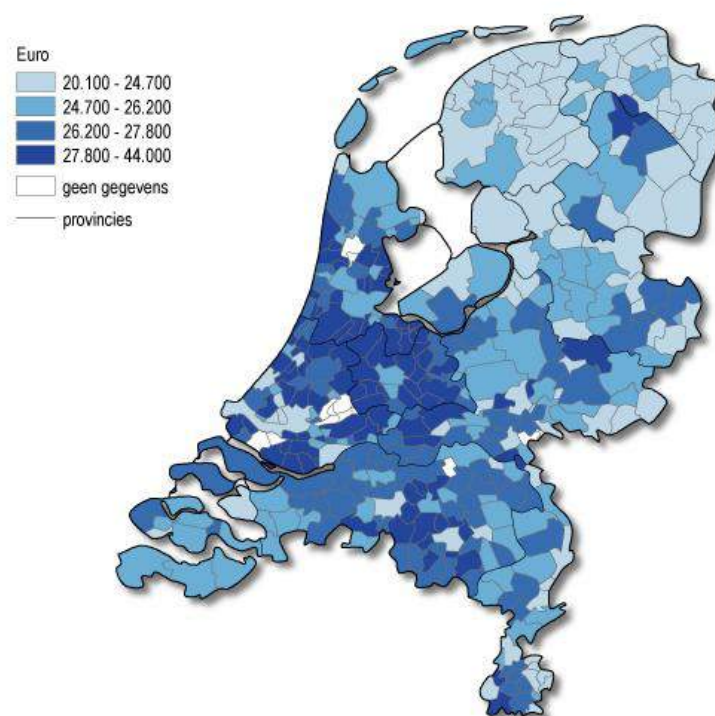 Euro
20.100 - 24.700
24.700 - 26.200
26.200 - 27.800
27.800 - 44.000
geen gegevens
provincies